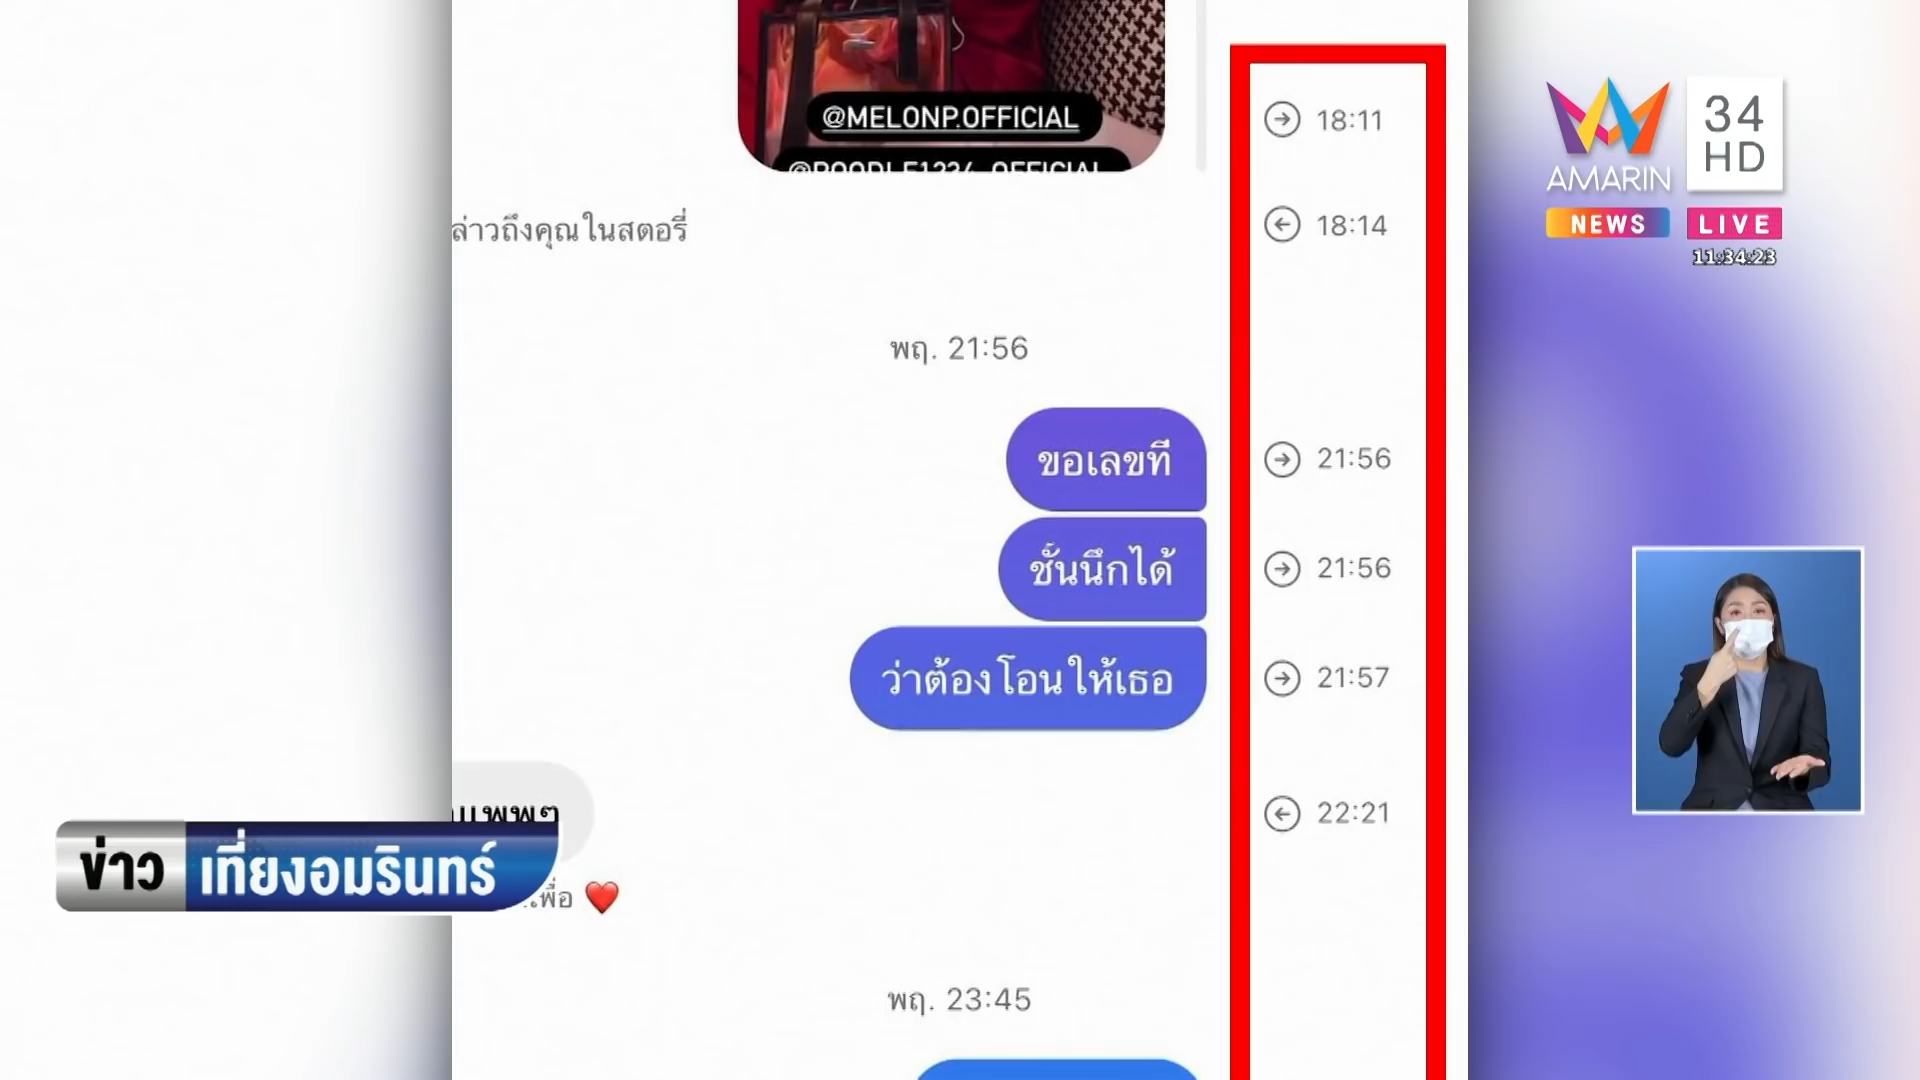 @MELONP.OFFICIAL
18:11
ล่าวถึงคุณในสตอรี่
18:14
พฤ. 21:56
ขอเลขที่
21:56
ชั้นนึกได้
21:56
ว่าต้องโอนให้เธอ
21:57
22:21
พฤ. 23:45
AMARIN
34
HD
NEWS
LIVE
11:34:23
ข่าว
เที่ยงอมรินทร์